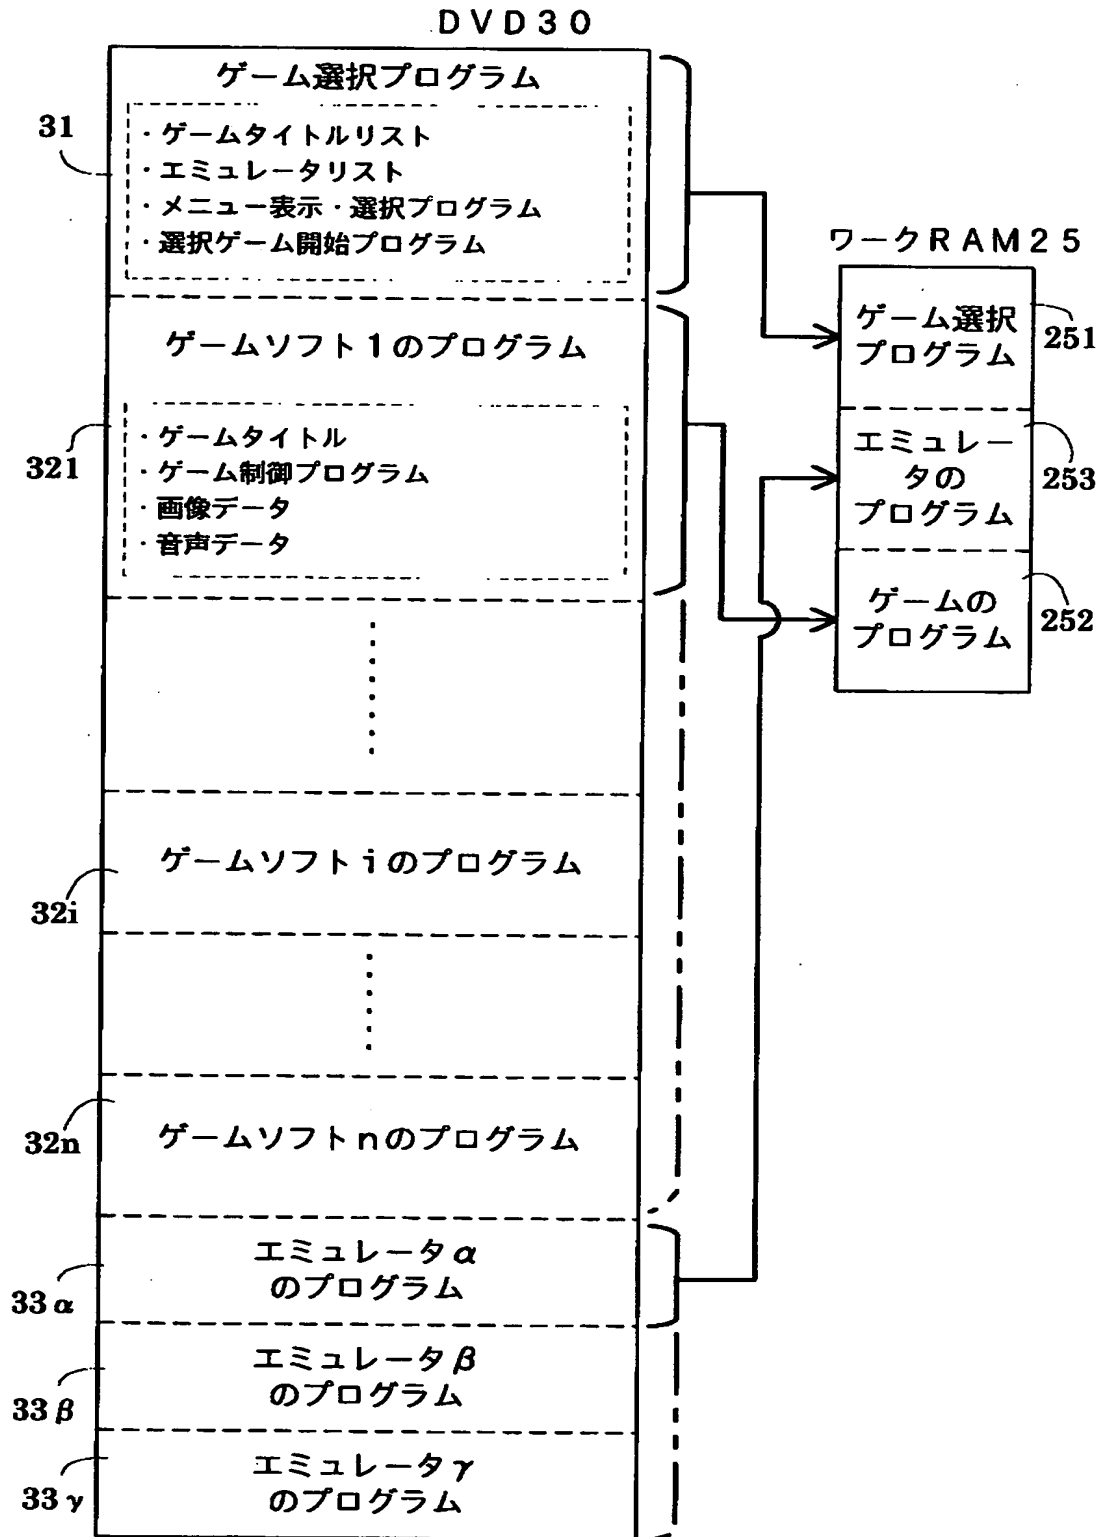 DVD30
ゲーム選択プログラム
31
・ゲームタイトルリスト
・エミュレータリスト
・メニュー表示・選択プログラム
・選択ゲーム開始プログラム
ゲームソフト1のプログラム
321
・ゲームタイトル
・ゲーム制御プログラム
・画像データ
・音声データ
ゲームソフトiのプログラム
32i
ゲームソフトnのプログラム
32n
エミュレータα
のプログラム
33α
エミュレータβ
のプログラム
33β
エミュレータγ
のプログラム
33γ
ワークRAM25
ゲーム選択
プログラム
251
エミュレー
タの
プログラム
253
ゲームの
プログラム
252